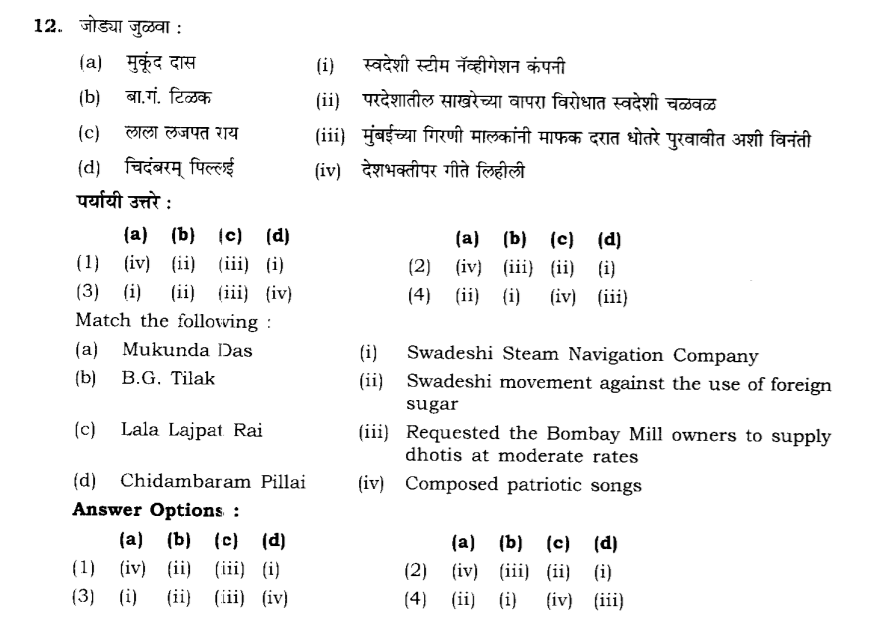 12. जोड्या जुळवा :
(a) मुकूंद दास (i) स्वदेशी स्टीम नॅव्हीगेशन कंपनी
(b) बा.गं. टिळक (ii) परदेशातील साखरेच्या वापरा विरोधात स्वदेशी चळवळ
(c) लाला लजपत राय (iii) मुंबईच्या गिरणी मालकांनी माफक दरात धोतरे पुरवावीत अशी विनंती
(d) चिदंबरम् पिल्लई (iv) देशभक्तीपर गीते लिहीली
पर्यायी उत्तरे :
(a) (b) (c) (d) (a) (b) (c) (d)
(1) (iv) (ii) (iii) (i) (2) (iv) (iii) (ii) (i)
(3) (i) (ii) (iii) (iv) (4) (ii) (i) (iv) (iii)
Match the following :
(a) Mukunda Das (i) Swadeshi Steam Navigation Company
(b) B.G. Tilak (ii) Swadeshi movement against the use of foreign
sugar
(c) Lala Lajpat Rai (iii) Requested the Bombay Mill owners to supply
dhotis at moderate rates
(d) Chidambaram Pillai (iv) Composed patriotic songs
Answer Options :
(a) (b) (c) (d) (a) (b) (c) (d)
(1) (iv) (ii) (iii) (i) (2) (iv) (iii) (ii) (i)
(3) (i) (ii) (iii) (iv) (4) (ii) (i) (iv) (iii)